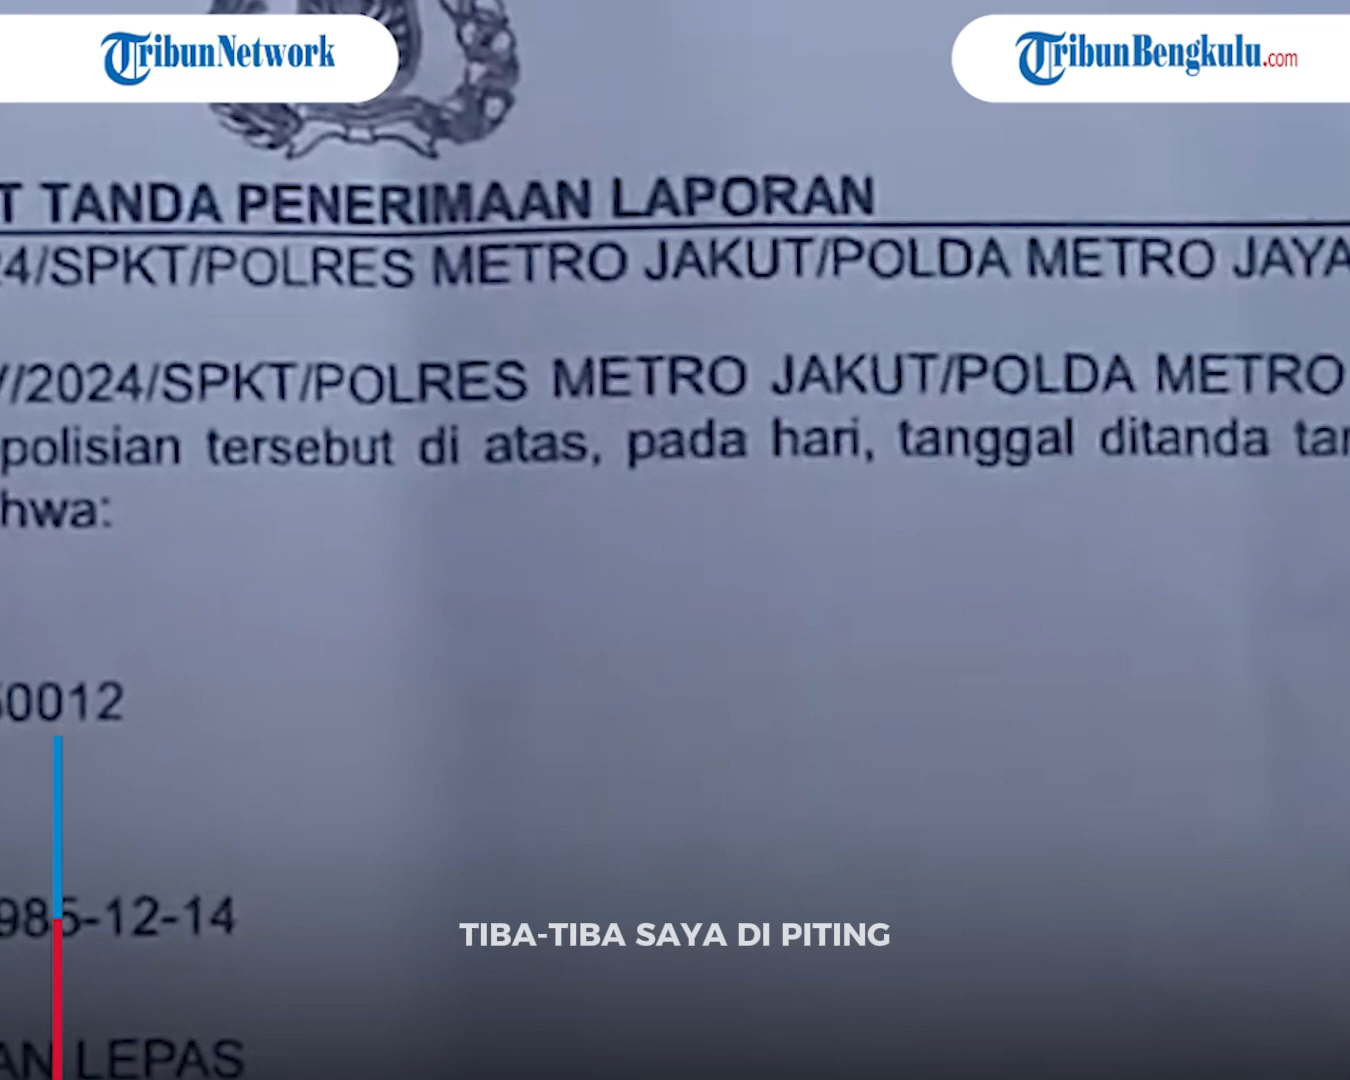 TribunNetwork
TribunBengkulu.com
T TANDA PENERIMAAN LAPORAN
24/SPKT/POLRES METRO JAKUT/POLDA METRO JAYA
/2024/SPKT/POLRES METRO JAKUT/POLDA METRO
polisian tersebut di atas, pada hari, tanggal ditanda tan
hwa:
0012
985-12-14
TIBA-TIBA SAYA DI PITING
AN LEPAS